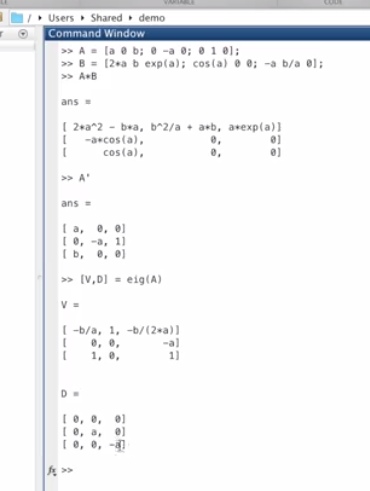 VARIABLE
CODE
/ ▸ Users ▸ Shared ▸ demo
Command Window
>> A = [a 0 b; 0 -a 0; 0 1 0];
>> B = [2*a b exp(a); cos(a) 0 0; -a b/a 0];
>> A*B
ans =
[ 2*a^2 - b*a, b^2/a + a*b, a*exp(a)]
[ -a*cos(a), 0, 0]
[ cos(a), 0, 0]
>> A'
ans =
[ a, 0, 0]
[ 0, -a, 1]
[ b, 0, 0]
>> [V,D] = eig(A)
V =
[ -b/a, 1, -b/(2*a)]
[ 0, 0, -a]
[ 1, 0, 1]
D =
[ 0, 0, 0]
[ 0, a, 0]
[ 0, 0, -a]
fx >>